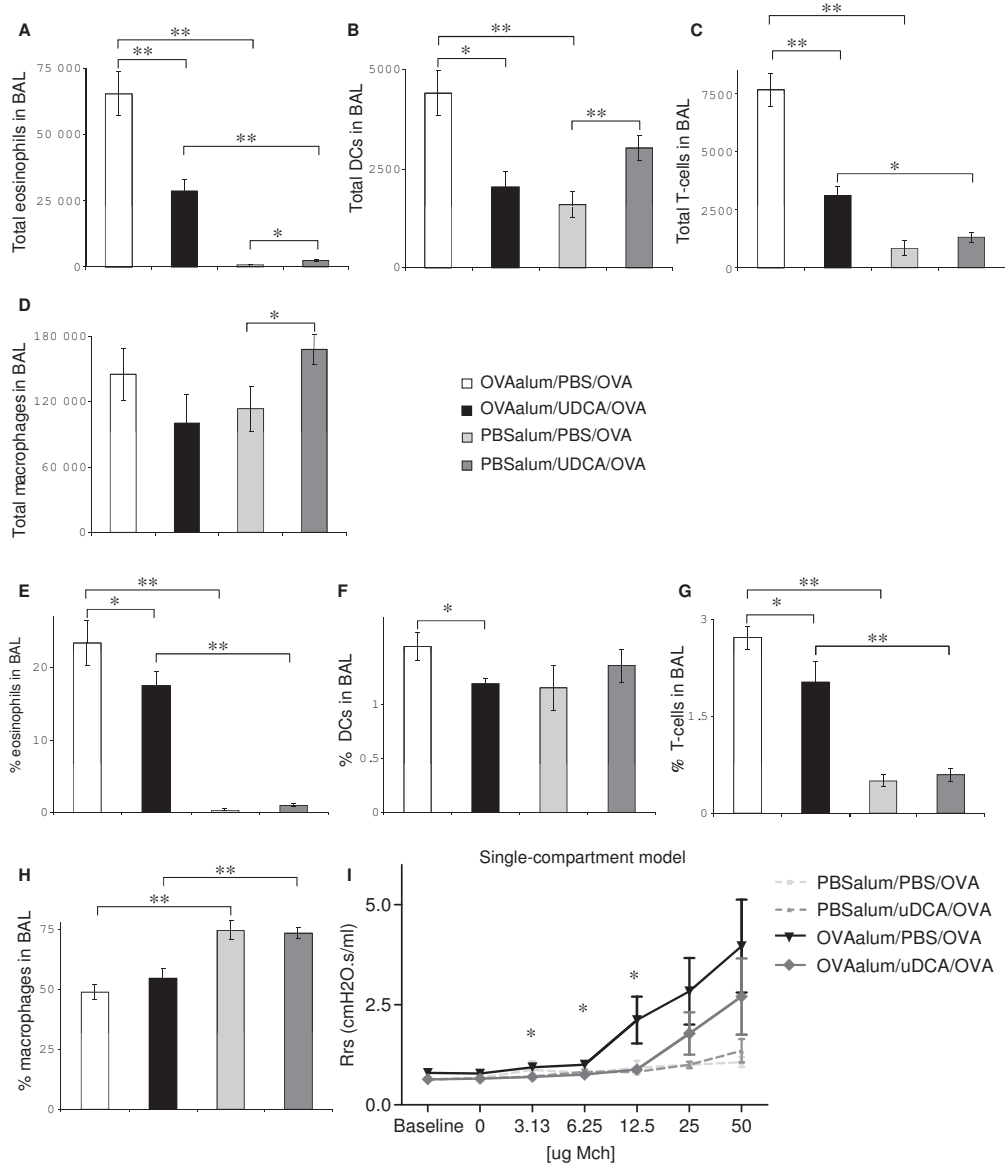 A
**
**
**
*
Total eosinophils in BAL
75 000
50 000
25 000
0
B
**
*
**
Total DCs in BAL
5000
2500
0
C
**
**
*
Total T-cells in BAL
7500
5000
2500
0
D
*
Total macrophages in BAL
180 000
120 000
60 000
0
OVAalum/PBS/OVA
OVAalum/UDCA/OVA
PBSalum/PBS/OVA
PBSalum/UDCA/OVA
E
**
*
**
% eosinophils in BAL
20
10
0
F
*
% DCs in BAL
1
0.5
0
G
**
*
**
% T-cells in BAL
3
1.5
0
H
**
**
% macrophages in BAL
75
50
25
0
I
Single-compartment model
Rrs (cmH2O.s/ml)
5.0
2.5
0.0
* * *
Baseline 0 3.13 6.25 12.5 25 50
[ug Mch]
PBSalum/PBS/OVA
PBSalum/uDCA/OVA
OVAalum/PBS/OVA
OVAalum/uDCA/OVA